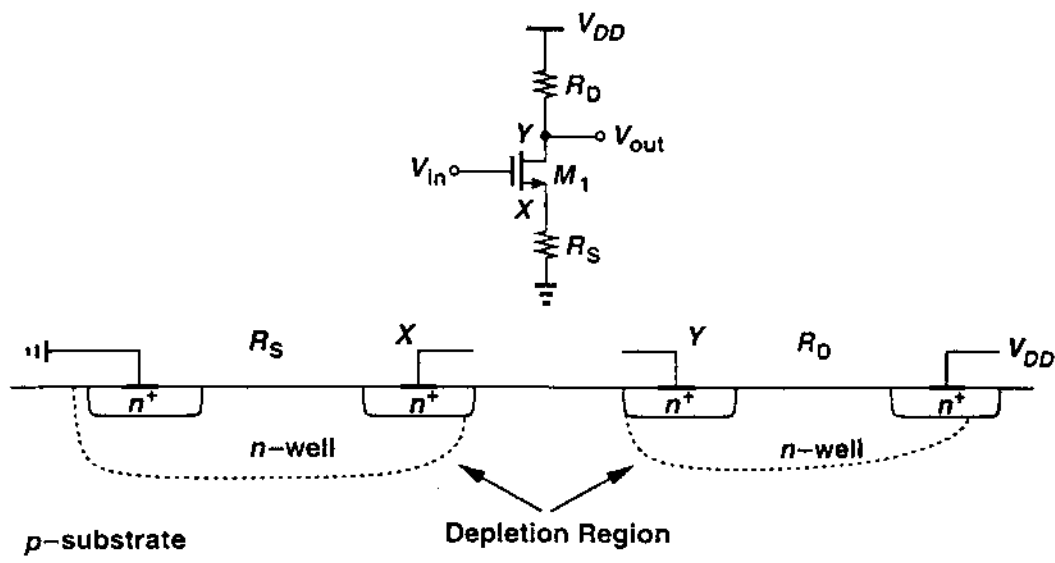 V_DD
R_D
Y
V_out
V_in
M_1
X
R_S
R_S X Y R_D V_DD
n^+ n^+ n^+ n^+
n-well n-well
p-substrate
Depletion Region